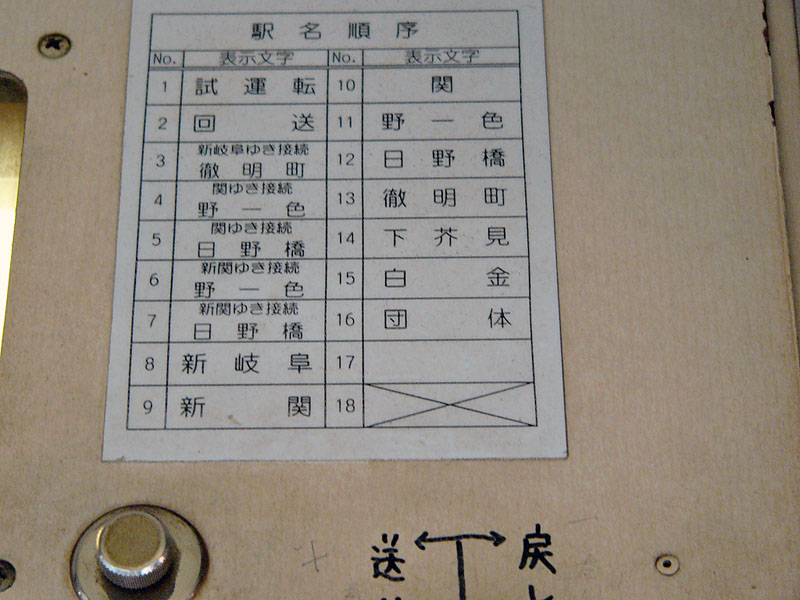 駅名順序
No. 表示文字 No. 表示文字
1 試運転 10 関
2 回送 11 野一色
3 新岐阜ゆき接続 徹明町 12 日野橋
4 関ゆき接続 野一色 13 徹明町
5 関ゆき接続 日野橋 14 下芥見
6 新関ゆき接続 野一色 15 白金
7 新関ゆき接続 日野橋 16 団体
8 新岐阜 17
9 新関 18
送 戻